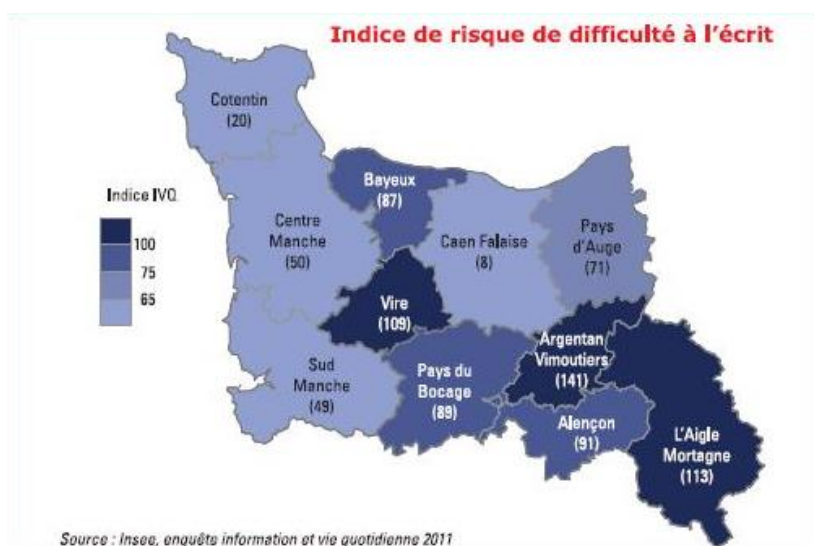 Indice de risque de difficulté à l'écrit
Cotentin
(20)
Indice IVQ
100
75
65
Bayeux
(87)
Centre
Manche
(50)
Caen Falaise
(8)
Pays
d'Auge
(71)
Vire
(109)
Argentan
Vimoutiers
(141)
Sud
Manche
(49)
Pays du
Bocage
(89)
Alençon
(91)
L'Aigle
Mortagne
(113)
Source : Insee, enquête information et vie quotidienne 2011